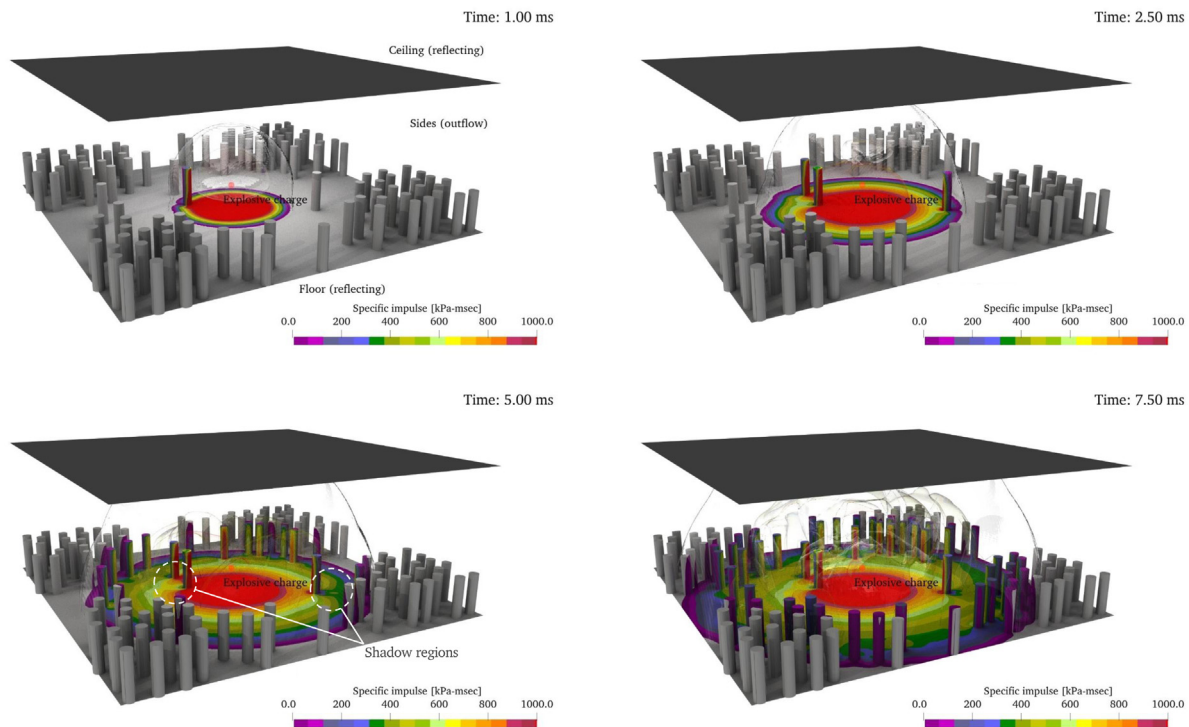 Time: 1.00 ms
Ceiling (reflecting)
Sides (outflow)
Explosive charge
Floor (reflecting)
Specific impulse [kPa-msec]
0.0 200 400 600 800 1000.0
Time: 2.50 ms
Explosive charge
Specific impulse [kPa-msec]
0.0 200 400 600 800 1000.0
Time: 5.00 ms
Explosive charge
Shadow regions
Specific impulse [kPa-msec]
0.0 200 400 600 800 1000.0
Time: 7.50 ms
Explosive charge
Specific impulse [kPa-msec]
0.0 200 400 600 800 1000.0